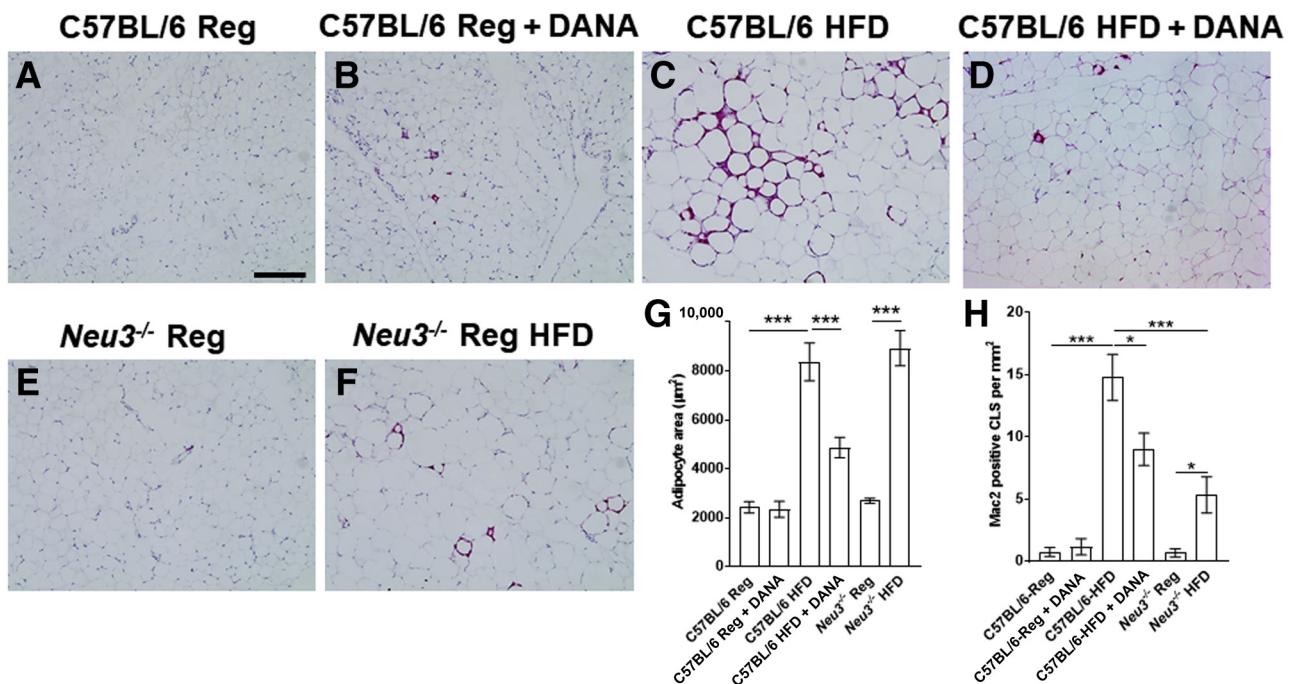 C57BL/6 Reg
C57BL/6 Reg + DANA
C57BL/6 HFD
C57BL/6 HFD + DANA
A
B
C
D
Neu3-/- Reg
Neu3-/- Reg HFD
E
F
G
10,000
8000
6000
4000
2000
0
Adipocyte area (µm²)
***
***
***
C57BL/6 Reg
C57BL/6 Reg + DANA
C57BL/6 HFD
C57BL/6 HFD + DANA
Neu3-/- Reg
Neu3-/- HFD
H
20
15
10
5
0
Mac2 positive CLS per mm²
***
*
***
*
C57BL/6-Reg
C57BL/6-Reg + DANA
C57BL/6-HFD
C57BL/6-HFD + DANA
Neu3-/- Reg
Neu3-/- HFD